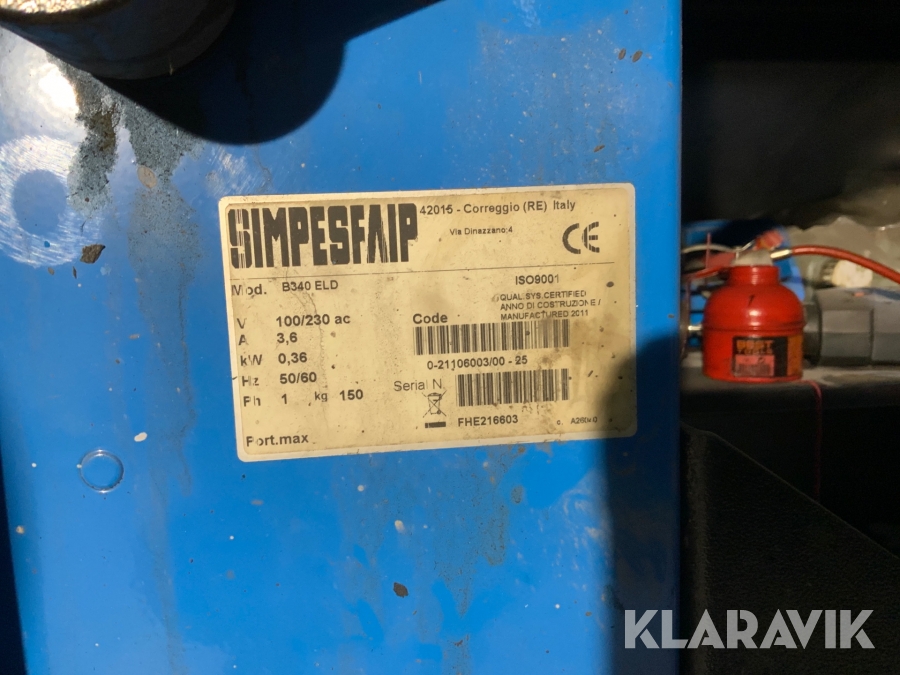 SIMPESFAIP
42015 - Correggio (RE) Italy
Via Dinazzano 4
CE
Mod. B340 ELD
ISO9001
QUAL.SYS.CERTIFIED
ANNO DI COSTRUZIONE /
MANUFACTURED 2011
V 100/230 ac
Code
A 3,6
kW 0,36
0-21106003/00 - 25
Hz 50/60
Serial N.
Ph 1 kg 150
FHE216603
Port.max
KLARAVIK